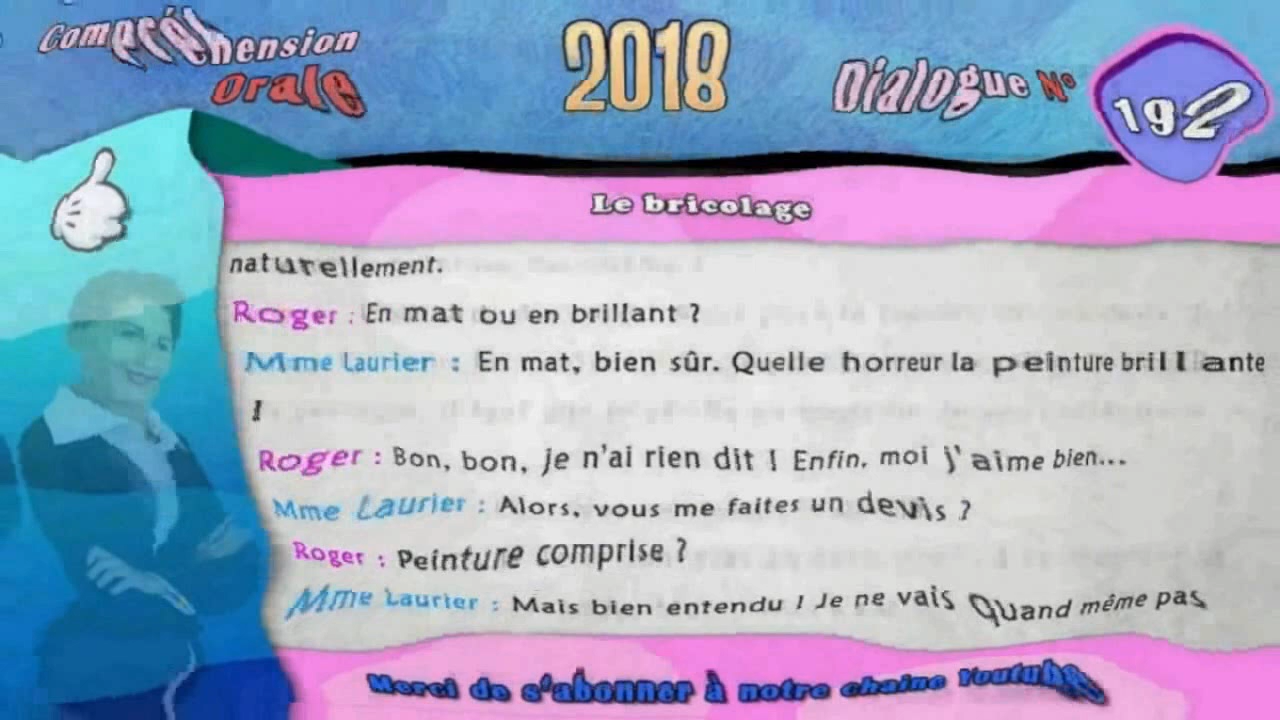 Compréhension
Orale
2018
Dialogue N°
192
Le bricolage
naturellement.
Roger : En mat ou en brillant ?
Mme Laurier : En mat, bien sûr. Quelle horreur la peinture brillante
!
Roger : Bon, bon, je n'ai rien dit ! Enfin, moi j'aime bien...
Mme Laurier : Alors, vous me faites un devis ?
Roger : Peinture comprise ?
Mme Laurier : Mais bien entendu ! Je ne vais Quand même pas
Merci de s'abonner à notre chaine Youtube